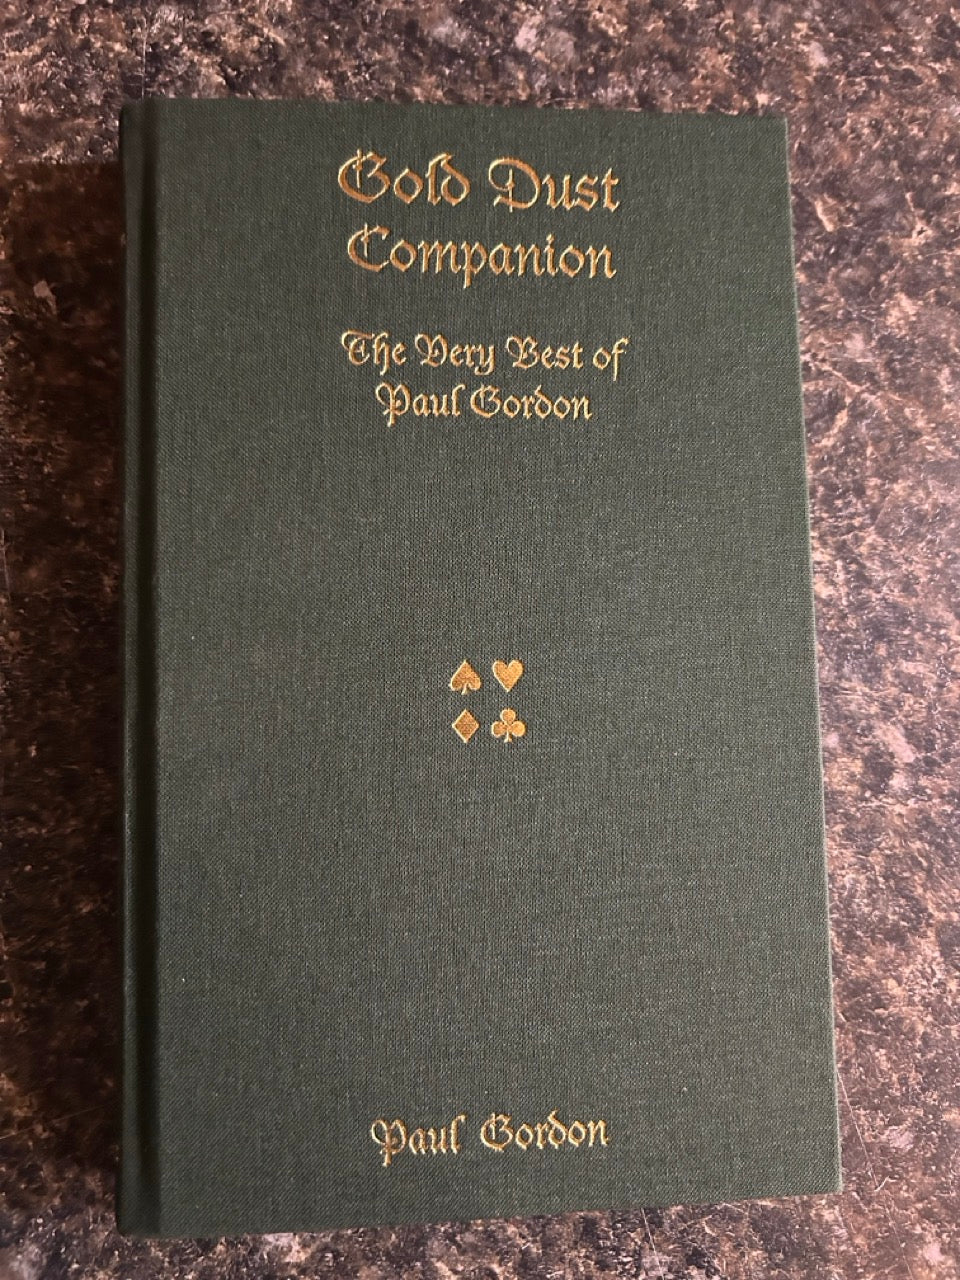 Gold Dust
Companion
The Very Best of
Paul Gordon
Paul Gordon